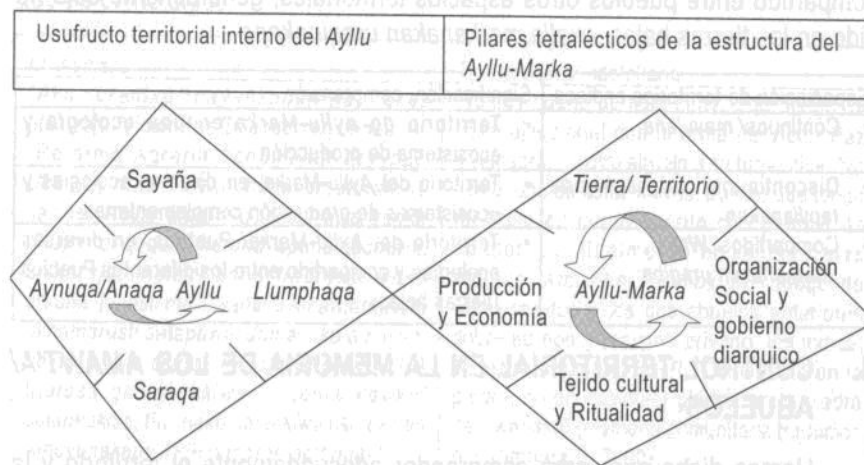 Usufructo territorial interno del Ayllu
Pilares tetralécticos de la estructura del
Ayllu-Marka
Sayaña
Aynuqa/Anaqa Ayllu Llumphaqa
Saraqa
Tierra/ Territorio
Producción
y Economía
Ayllu-Marka
Organización
Social y
gobierno
diarquico
Tejido cultural
y Ritualidad